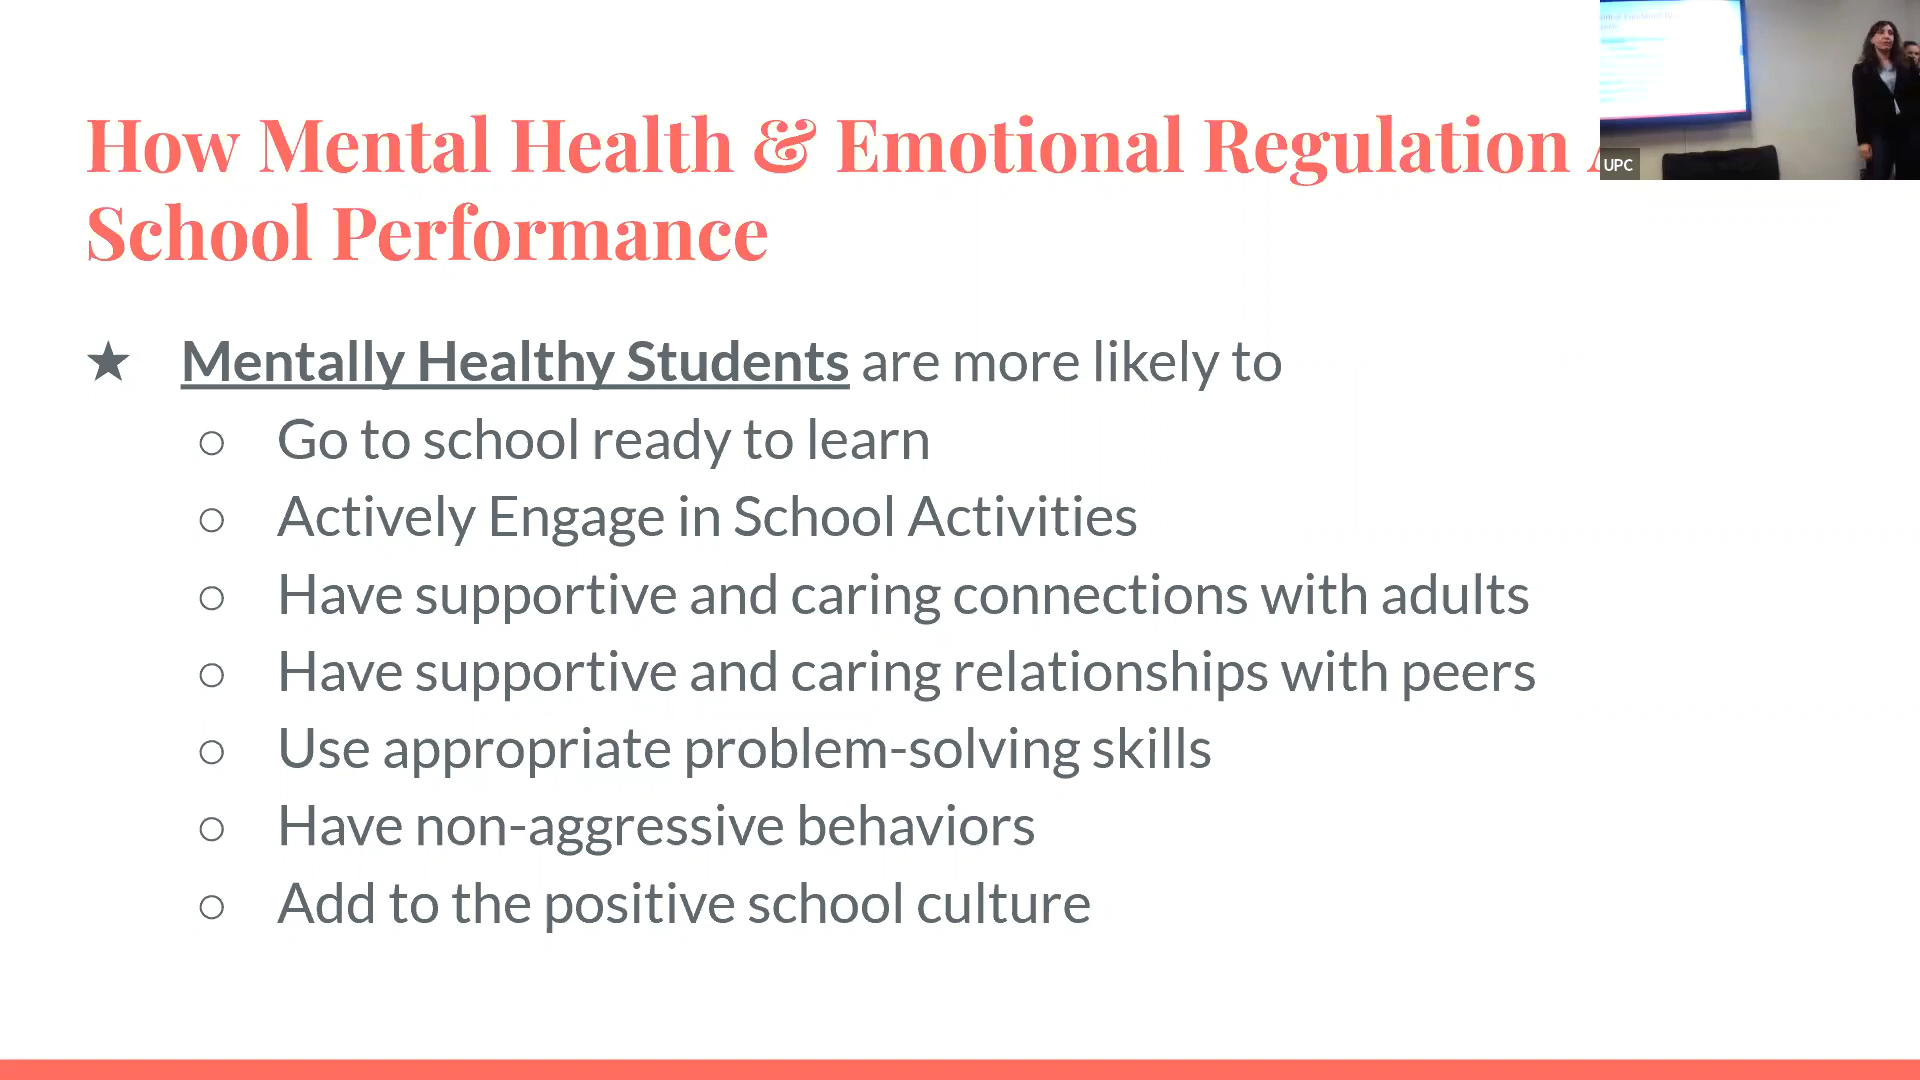 How Mental Health & Emotional Regulation
School Performance
★ Mentally Healthy Students are more likely to
○ Go to school ready to learn
○ Actively Engage in School Activities
○ Have supportive and caring connections with adults
○ Have supportive and caring relationships with peers
○ Use appropriate problem-solving skills
○ Have non-aggressive behaviors
○ Add to the positive school culture
UPC